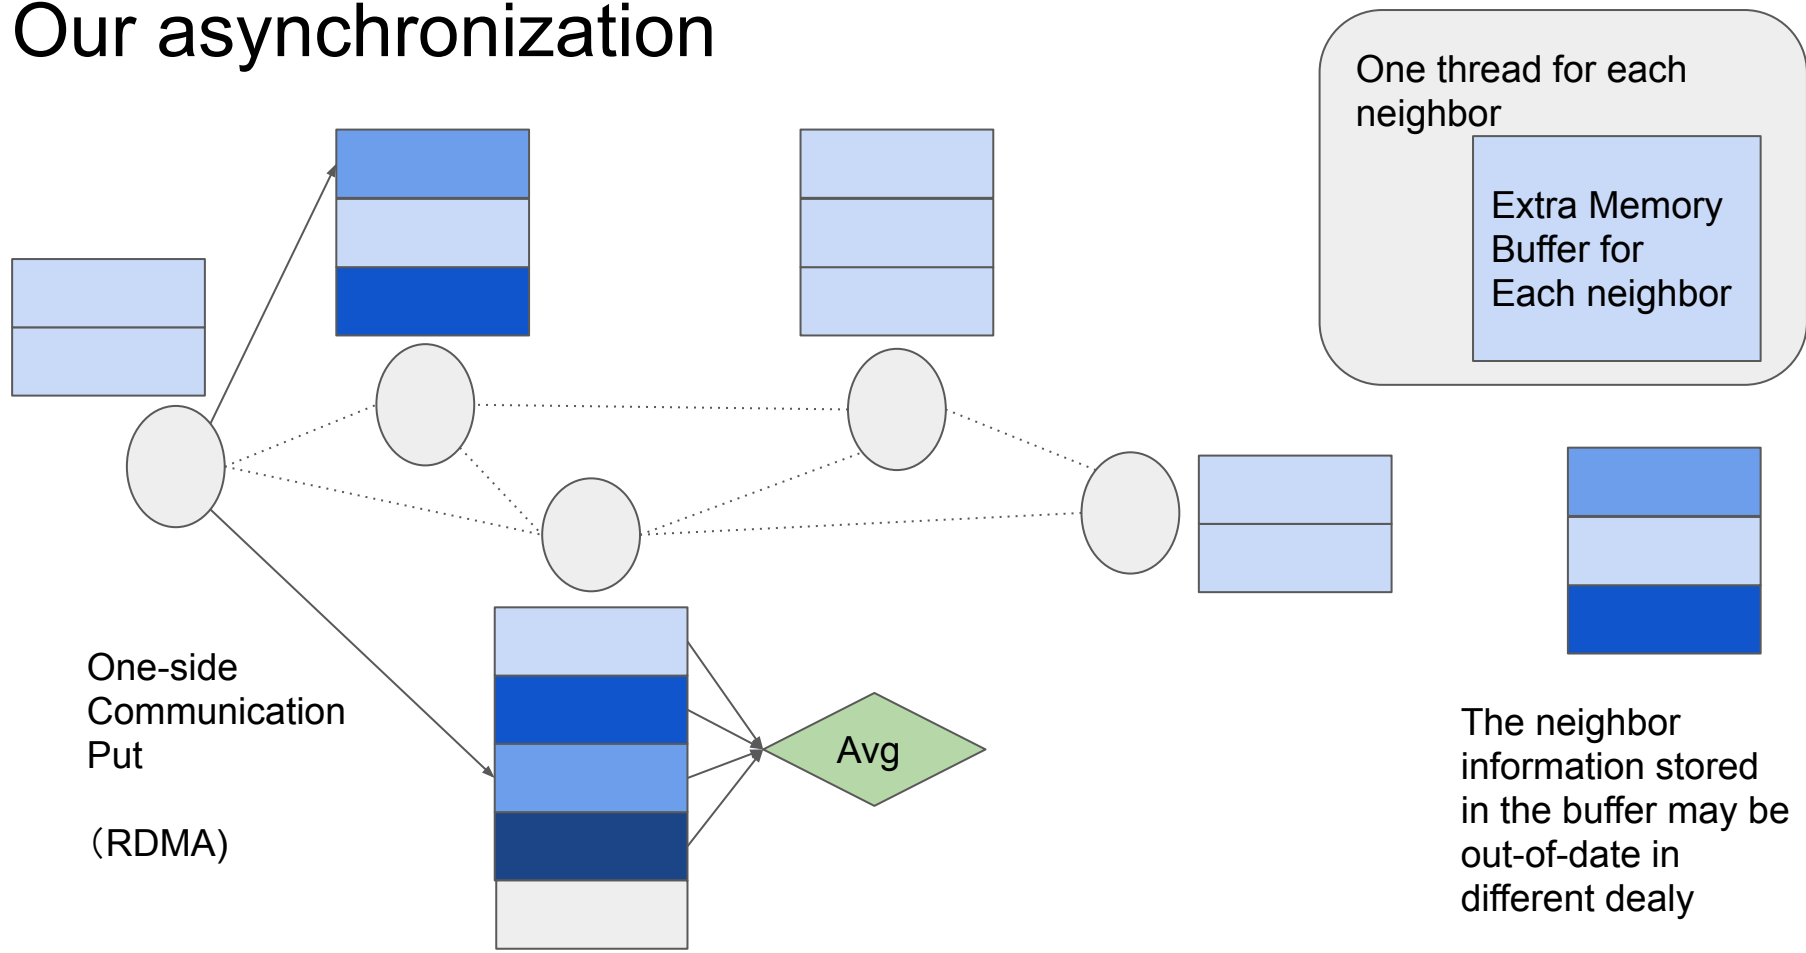 Our asynchronization
One thread for each
neighbor
Extra Memory
Buffer for
Each neighbor
One-side
Communication
Put
（RDMA)
Avg
The neighbor
information stored
in the buffer may be
out-of-date in
different dealy